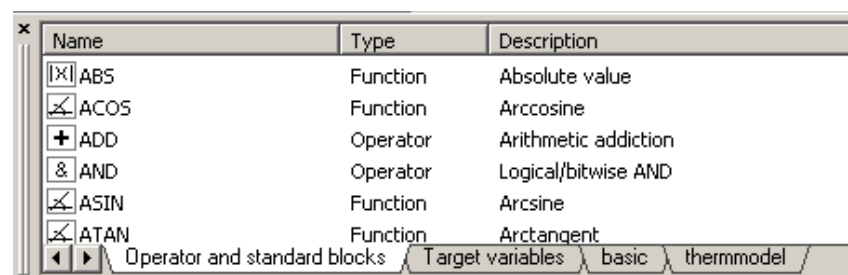 Name Type Description
|X| ABS Function Absolute value
ACOS Function Arccosine
+ ADD Operator Arithmetic addiction
& AND Operator Logical/bitwise AND
ASIN Function Arcsine
ATAN Function Arctangent
Operator and standard blocks Target variables basic thermmodel